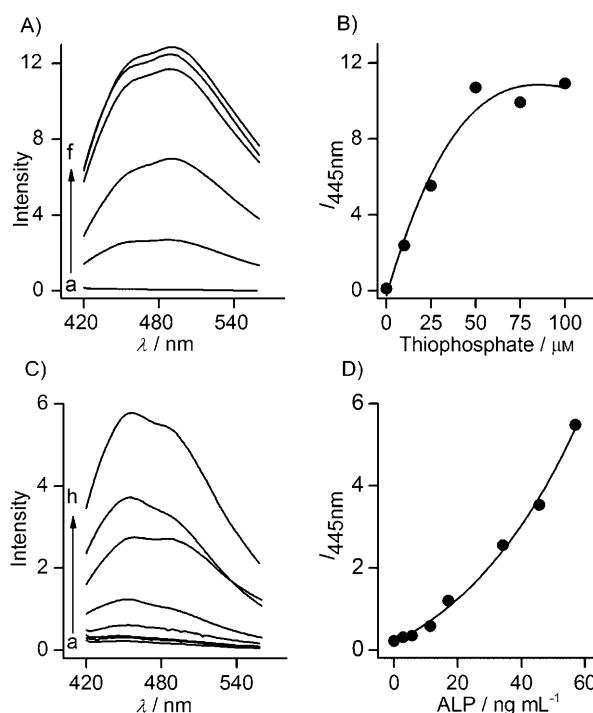 A)
12
8
4
0
Intensity
f
a
420
480
540
λ / nm
B)
12
8
4
0
I445nm
0
25
50
75
100
Thiophosphate / µM
C)
6
4
2
0
Intensity
h
a
420
480
540
λ / nm
D)
6
4
2
0
I445nm
0
20
40
60
ALP / ng mL⁻¹